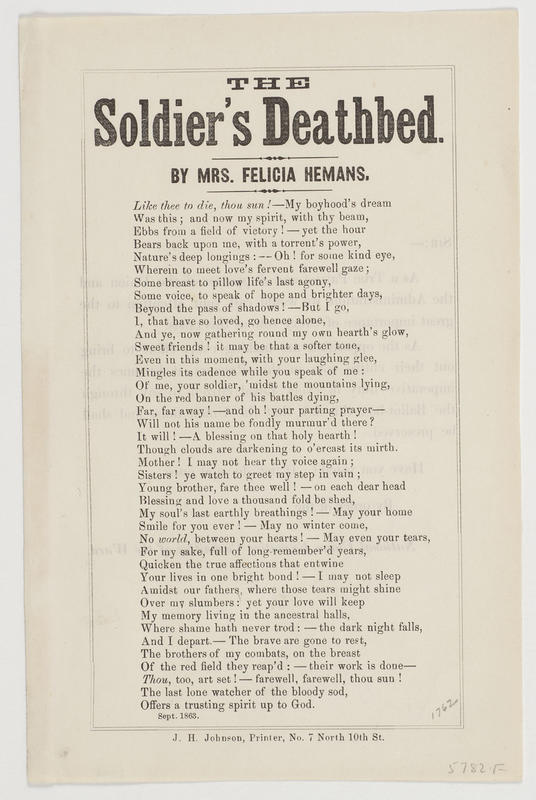 THE
Soldier's Deathbed.
BY MRS. FELICIA HEMANS.
Like thee to die, thou sun!—My boyhood's dream
Was this; and now my spirit, with thy beam,
Ebbs from a field of victory!—yet the hour
Bears back upon me, with a torrent's power,
Nature's deep longings:—Oh! for some kind eye,
Wherein to meet love's fervent farewell gaze;
Some breast to pillow life's last agony,
Some voice, to speak of hope and brighter days,
Beyond the pass of shadows!—But I go,
I, that have so loved, go hence alone,
And ye, now gathering round my own hearth's glow,
Sweet friends! it may be that a softer tone,
Even in this moment, with your laughing glee,
Mingles its cadence while you speak of me:
Of me, your soldier, 'midst the mountains lying,
On the red banner of his battles dying,
Far, far away!—and oh! your parting prayer—
Will not his name be fondly murmur'd there?
It will!—A blessing on that holy hearth!
Though clouds are darkening to o'ercast its mirth.
Mother! I may not hear thy voice again;
Sisters! ye watch to greet my step in vain;
Young brother, fare thee well!—on each dear head
Blessing and love a thousand fold be shed,
My soul's last earthly breathings!—May your home
Smile for you ever!—May no winter come,
No world, between your hearts!—May even your tears,
For my sake, full of long-remember'd years,
Quicken the true affections that entwine
Your lives in one bright bond!—I may not sleep
Amidst our fathers, where those tears might shine
Over my slumbers: yet your love will keep
My memory living in the ancestral halls,
Where shame hath never trod:—the dark night falls,
And I depart.—The brave are gone to rest,
The brothers of my combats, on the breast
Of the red field they reap'd:—their work is done—
Thou, too, art set!—farewell, farewell, thou sun!
The last lone watcher of the bloody sod,
Offers a trusting spirit up to God.
Sept. 1863.
1762
J. H. Johnson, Printer, No. 7 North 10th St.
5782.F